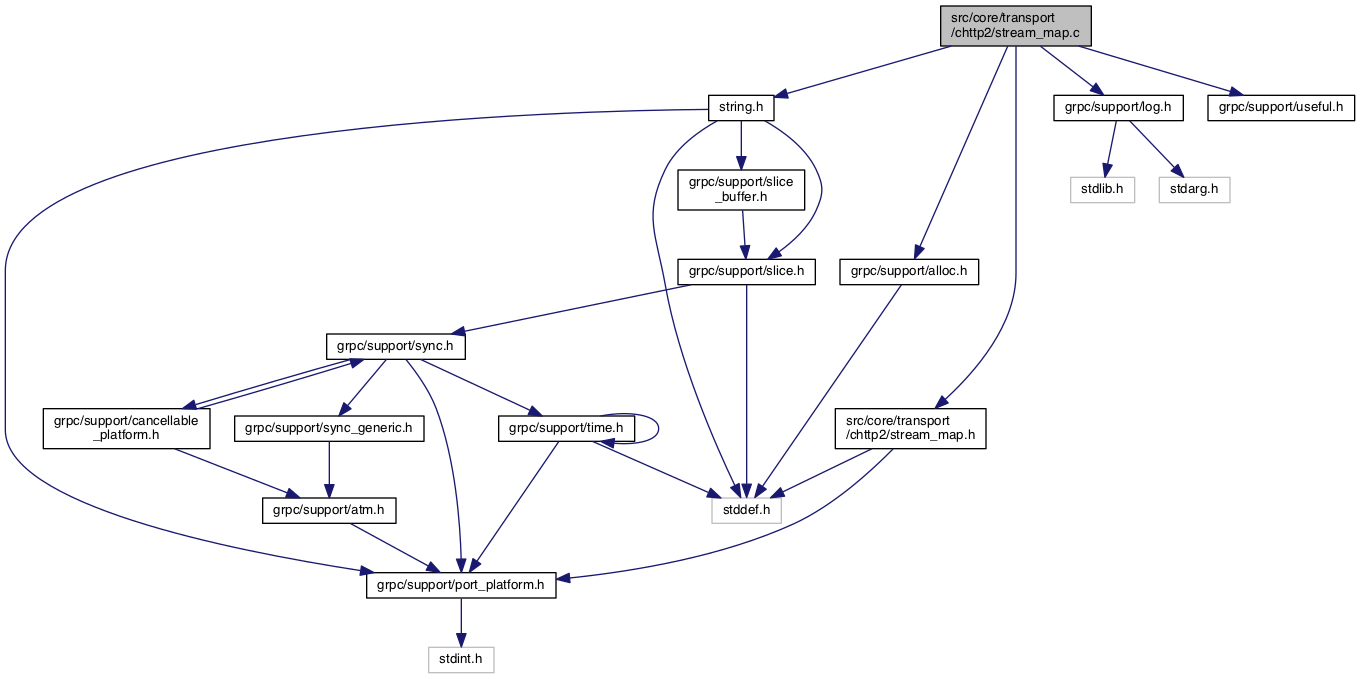 src/core/transport
/chttp2/stream_map.c
string.h
grpc/support/log.h
grpc/support/useful.h
grpc/support/slice
_buffer.h
stdlib.h
stdarg.h
grpc/support/slice.h
grpc/support/alloc.h
grpc/support/sync.h
grpc/support/cancellable
_platform.h
grpc/support/sync_generic.h
grpc/support/time.h
src/core/transport
/chttp2/stream_map.h
grpc/support/atm.h
stddef.h
grpc/support/port_platform.h
stdint.h